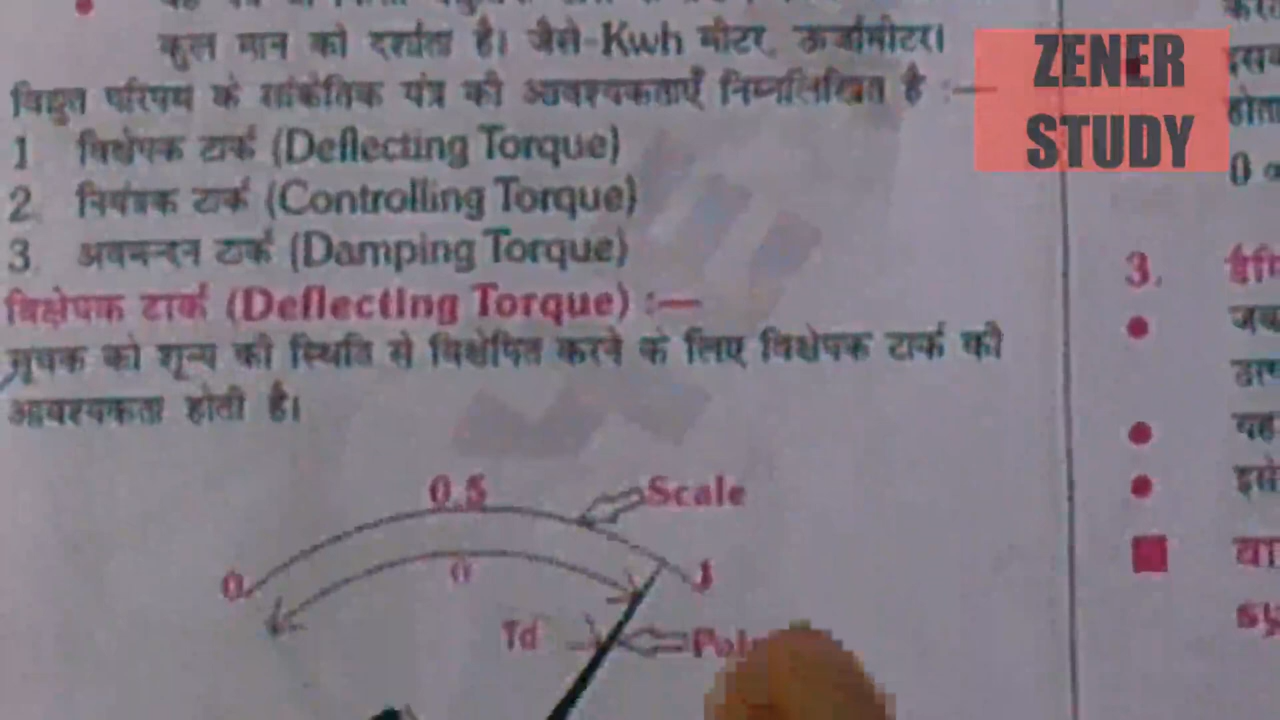 कुल मान को दर्शाता है। जैसे-Kwh मीटर, ऊर्जामीटर।
विद्युत परिपथ के सांकेतिक यंत्र की आवश्यकताएँ निम्नलिखित है :—
1 विक्षेपक टार्क (Deflecting Torque)
2. नियंत्रक टार्क (Controlling Torque)
3. अवमन्दन टार्क (Damping Torque)
विक्षेपक टार्क (Deflecting Torque) :—
सूचक को शून्य की स्थिति से विक्षेपित करने के लिए विक्षेपक टार्क की
आवश्यकता होती है।
0.5
Scale
0
1
Td
ZENER
STUDY
3.
यह